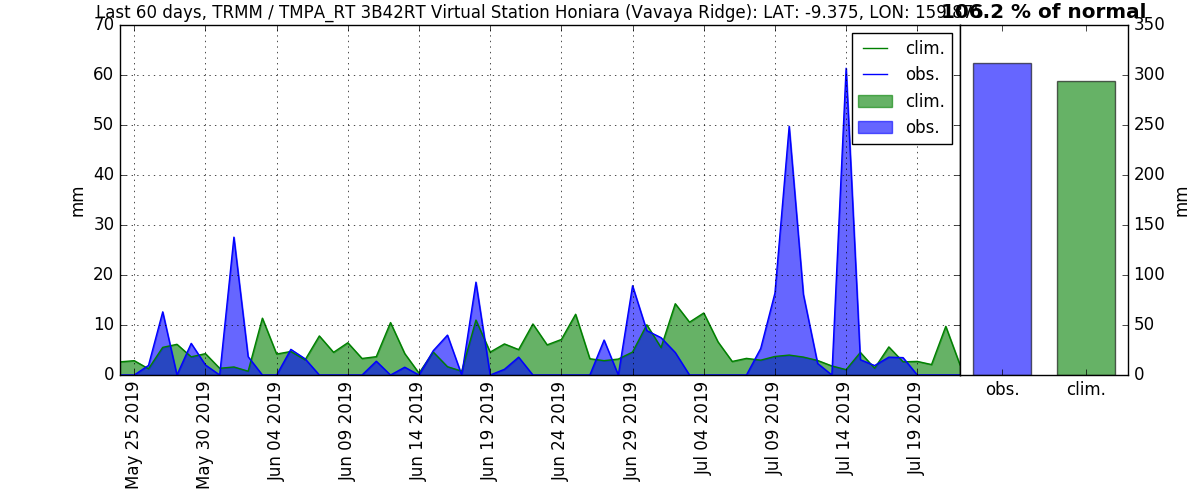 Last 60 days, TRMM / TMPA_RT 3B42RT Virtual Station Honiara (Vavaya Ridge): LAT: -9.375, LON:
106.2 % of normal
70
60
50
40
30
20
10
0
mm
clim.
obs.
clim.
obs.
350
300
250
200
150
100
50
0
mm
obs.
clim.
May 25 2019
May 30 2019
Jun 04 2019
Jun 09 2019
Jun 14 2019
Jun 19 2019
Jun 24 2019
Jun 29 2019
Jul 04 2019
Jul 09 2019
Jul 14 2019
Jul 19 2019